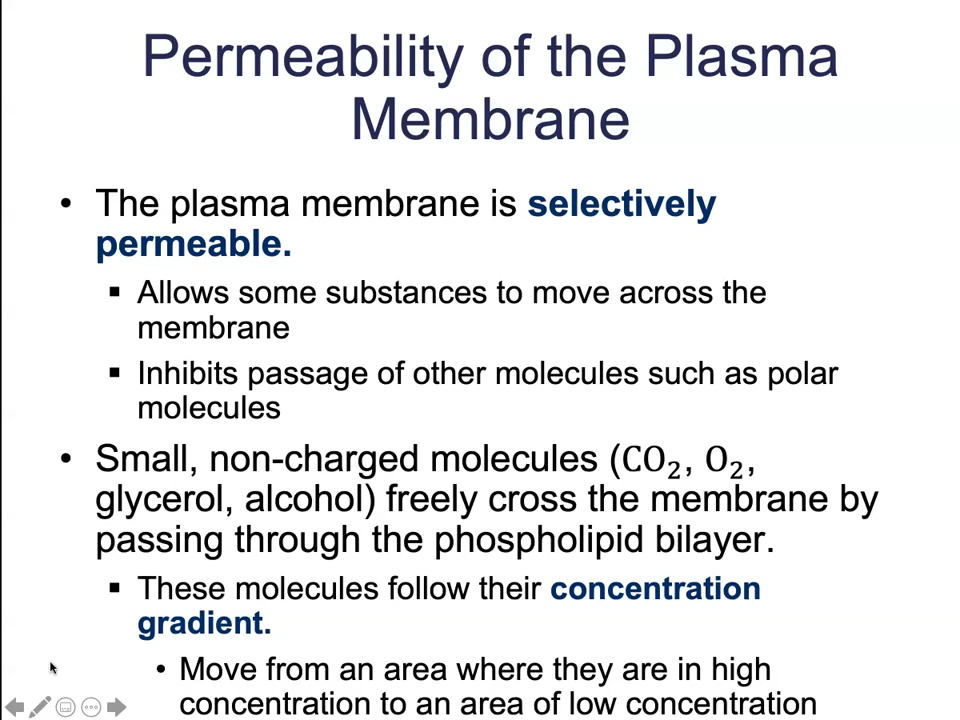 Permeability of the Plasma
Membrane
• The plasma membrane is selectively
permeable.
▪ Allows some substances to move across the
membrane
▪ Inhibits passage of other molecules such as polar
molecules
• Small, non-charged molecules (CO₂, O₂,
glycerol, alcohol) freely cross the membrane by
passing through the phospholipid bilayer.
▪ These molecules follow their concentration
gradient.
• Move from an area where they are in high
concentration to an area of low concentration